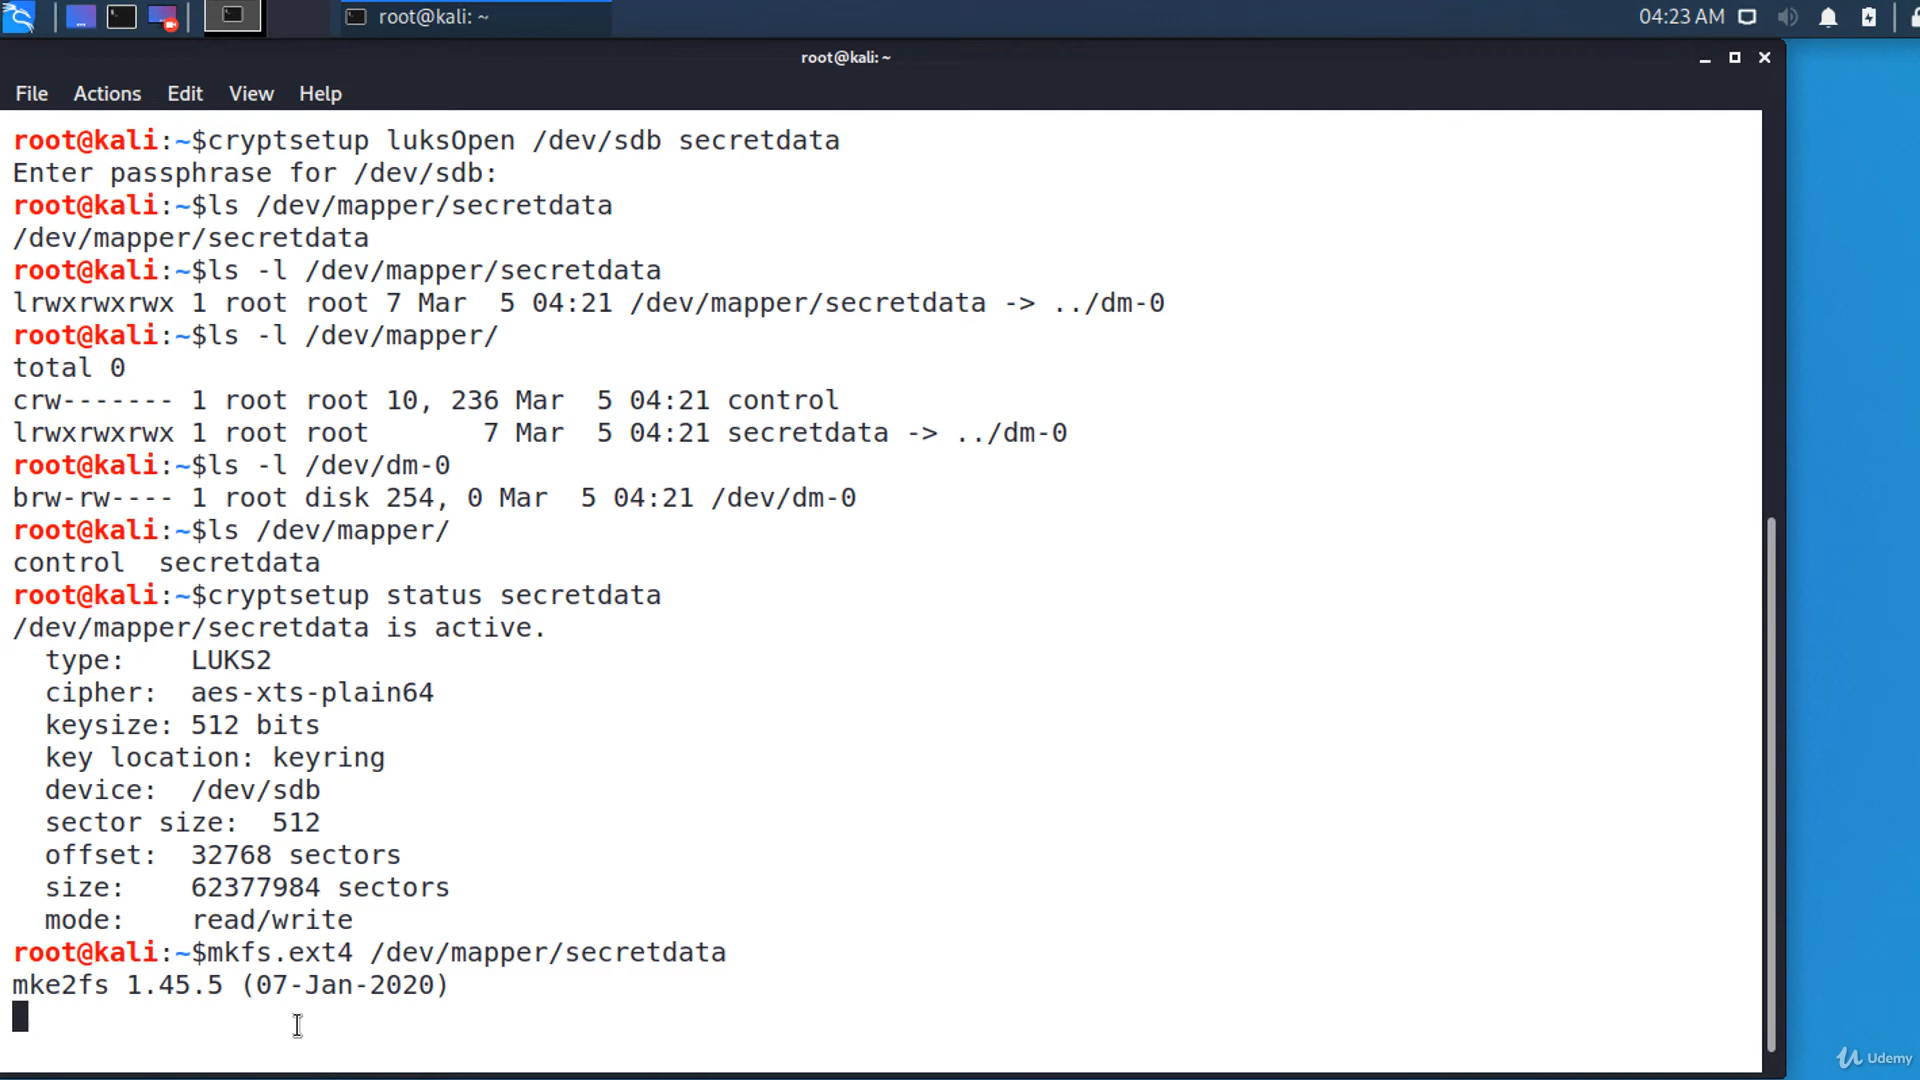 root@kali: ~
04:23 AM
root@kali: ~
File Actions Edit View Help
root@kali:~$cryptsetup luksOpen /dev/sdb secretdata
Enter passphrase for /dev/sdb:
root@kali:~$ls /dev/mapper/secretdata
/dev/mapper/secretdata
root@kali:~$ls -l /dev/mapper/secretdata
lrwxrwxrwx 1 root root 7 Mar  5 04:21 /dev/mapper/secretdata -> ../dm-0
root@kali:~$ls -l /dev/mapper/
total 0
crw------- 1 root root 10, 236 Mar  5 04:21 control
lrwxrwxrwx 1 root root       7 Mar  5 04:21 secretdata -> ../dm-0
root@kali:~$ls -l /dev/dm-0
brw-rw---- 1 root disk 254, 0 Mar  5 04:21 /dev/dm-0
root@kali:~$ls /dev/mapper/
control  secretdata
root@kali:~$cryptsetup status secretdata
/dev/mapper/secretdata is active.
  type:    LUKS2
  cipher:  aes-xts-plain64
  keysize: 512 bits
  key location: keyring
  device:  /dev/sdb
  sector size:  512
  offset:  32768 sectors
  size:    62377984 sectors
  mode:    read/write
root@kali:~$mkfs.ext4 /dev/mapper/secretdata
mke2fs 1.45.5 (07-Jan-2020)
Udemy